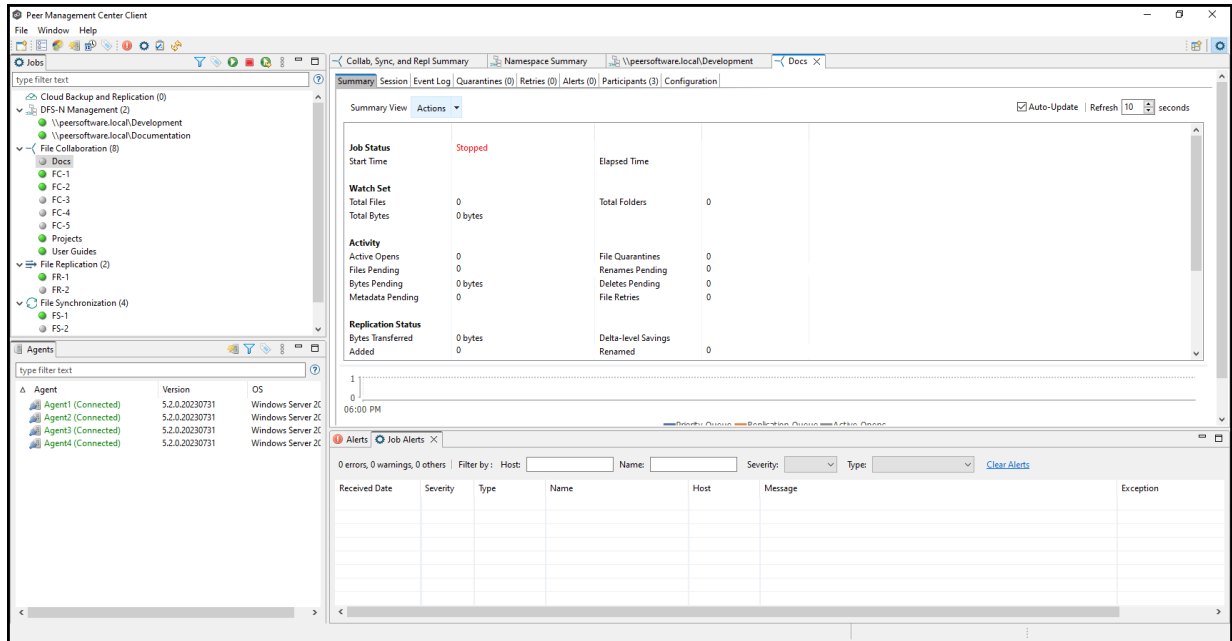 Peer Management Center Client
File Window Help
Jobs
type filter text
Cloud Backup and Replication (0)
DFS-N Management (2)
\\peersoftware.local\Development
\\peersoftware.local\Documentation
File Collaboration (8)
Docs
FC-1
FC-2
FC-3
FC-4
FC-5
Projects
User Guides
File Replication (2)
FR-1
FR-2
File Synchronization (4)
FS-1
FS-2
Agents
type filter text
Agent Version OS
Agent1 (Connected) 5.2.0.20230731 Windows Server 20
Agent2 (Connected) 5.2.0.20230731 Windows Server 20
Agent3 (Connected) 5.2.0.20230731 Windows Server 20
Agent4 (Connected) 5.2.0.20230731 Windows Server 20
Collab, Sync, and Repl Summary Namespace Summary \\peersoftware.local\Development Docs
Summary Session Event Log Quarantines (0) Retries (0) Alerts (0) Participants (3) Configuration
Summary View Actions Auto-Update Refresh 10 seconds
Job Status Stopped
Start Time Elapsed Time
Watch Set
Total Files 0 Total Folders 0
Total Bytes 0 bytes
Activity
Active Opens 0 File Quarantines 0
Files Pending 0 Renames Pending 0
Bytes Pending 0 bytes Deletes Pending 0
Metadata Pending 0 File Retries 0
Replication Status
Bytes Transferred 0 bytes Delta-level Savings
Added 0 Renamed 0
1
0
06:00 PM
Priority Queue Replication Queue Active Opens
Alerts Job Alerts
0 errors, 0 warnings, 0 others Filter by : Host: Name: Severity: Type: Clear Alerts
Received Date Severity Type Name Host Message Exception